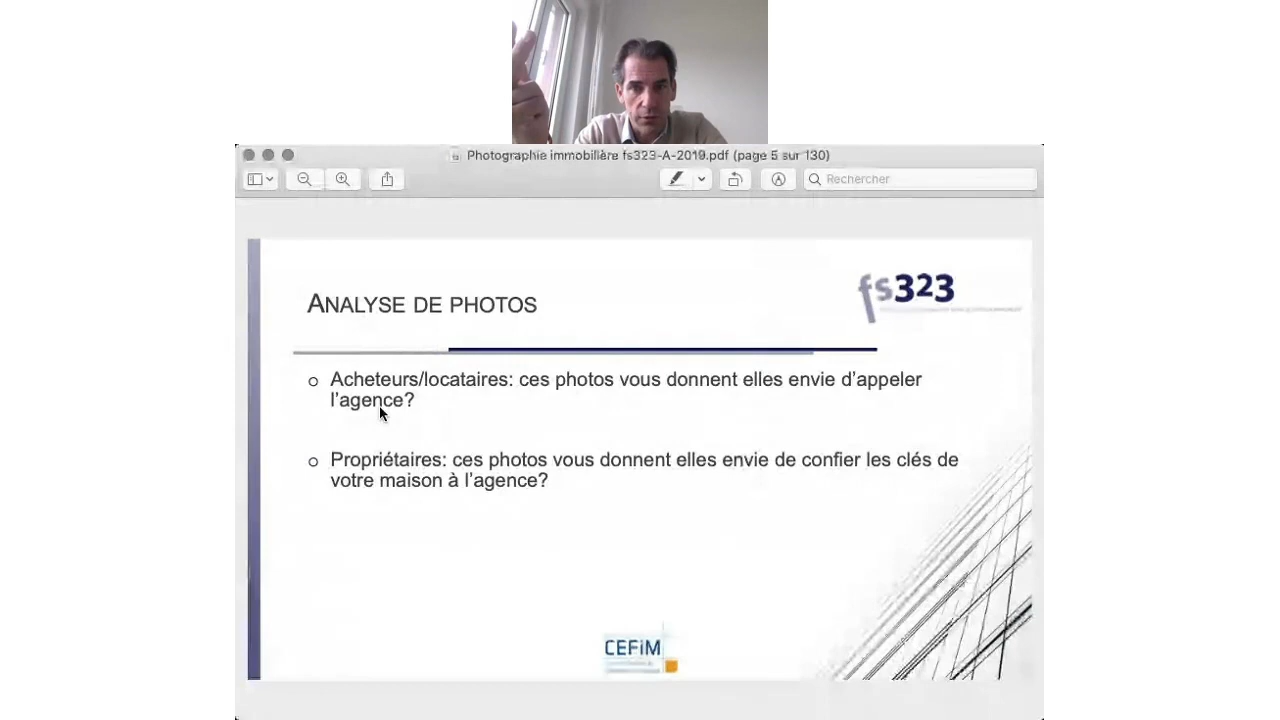 Photographie immobilière fs323-A-2019.pdf (page 5 sur 130)
Rechercher
fs323
ANALYSE DE PHOTOS
Acheteurs/locataires: ces photos vous donnent elles envie d'appeler
l'agence?
Propriétaires: ces photos vous donnent elles envie de confier les clés de
votre maison à l'agence?
CEFiM